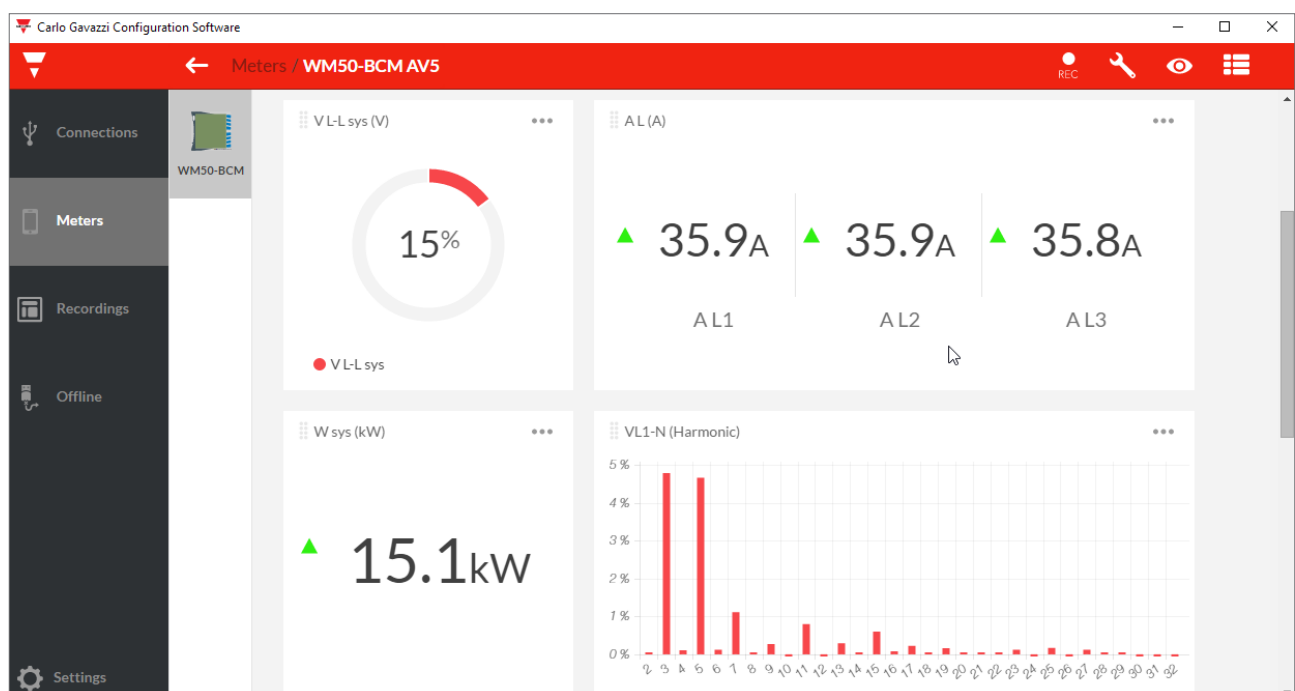 Carlo Gavazzi Configuration Software
Meters / WM50-BCM AV5
REC
Connections
Meters
Recordings
Offline
Settings
WM50-BCM
V L-L sys (V)
15%
V L-L sys
A L (A)
35.9A 35.9A 35.8A
A L1 A L2 A L3
W sys (kW)
15.1kW
VL1-N (Harmonic)
5 %
4 %
3 %
2 %
1 %
0 %
2 3 4 5 6 7 8 9 10 11 12 13 14 15 16 17 18 19 20 21 22 23 24 25 26 27 28 29 30 31 32